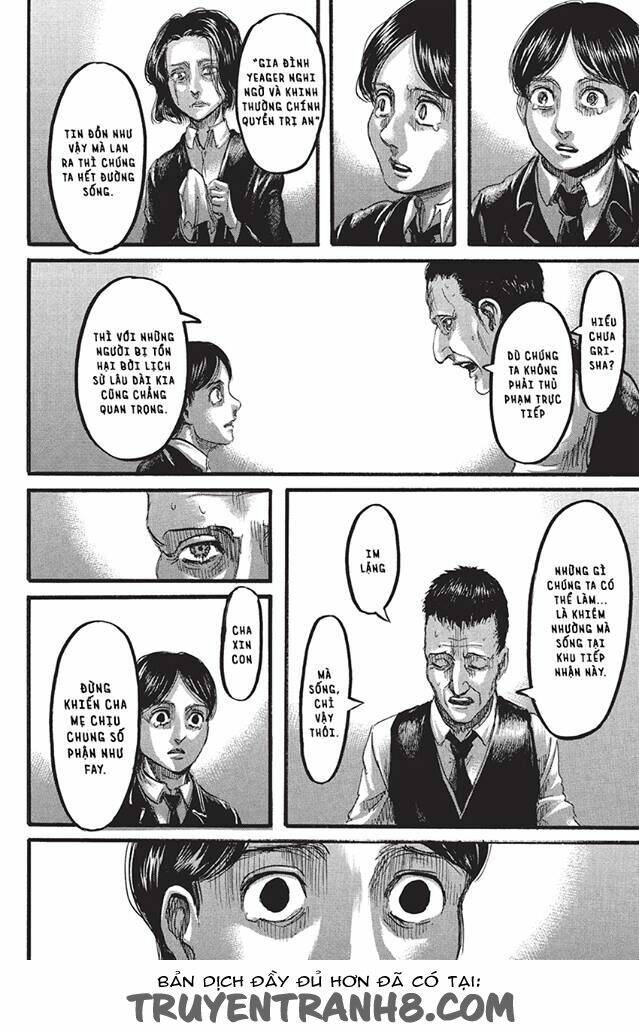 "GIA ĐÌNH
YEAGER NGHI
NGỜ VÀ KHINH
THƯỜNG CHÍNH
QUYỀN TRỊ AN"
TIN ĐỒN NHƯ
VẬY MÀ LAN
RA THÌ CHÚNG
TA HẾT ĐƯỜNG
SỐNG.
HIỂU
CHƯA
GRI-
SHA?
DÙ CHÚNG
TA KHÔNG
PHẢI THỦ
PHẠM TRỰC
TIẾP
THÌ VỚI NHỮNG
NGƯỜI BỊ TỔN
HẠI BỞI LỊCH
SỬ LÂU DÀI KIA
CŨNG CHẲNG
QUAN TRỌNG.
NHỮNG GÌ
CHÚNG TA CÓ
THỂ LÀM...
LÀ KHIÊM
NHƯỜNG MÀ
SỐNG TẠI
KHU TIẾP
NHẬN NÀY.
IM
LẶNG
MÀ
SỐNG,
CHỈ
VẬY
THÔI.
CHA
XIN
CON
ĐỪNG
KHIẾN CHA
MẸ CHỊU
CHUNG SỐ
PHẬN NHƯ
FAY.
BẢN DỊCH ĐẦY ĐỦ HƠN ĐÃ CÓ TẠI:
TRUYENTRANH8.COM